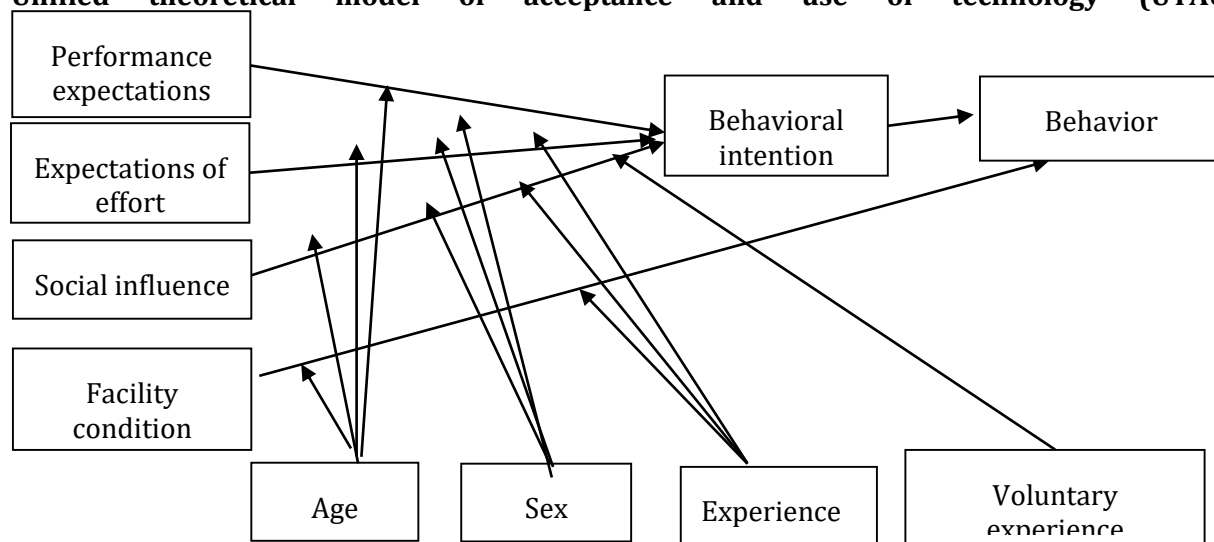 Unified theoretical model of acceptance and use of technology (UTAU
Performance
expectations
Expectations of
effort
Social influence
Facility
condition
Behavioral
intention
Behavior
Age
Sex
Experience
Voluntary
experience